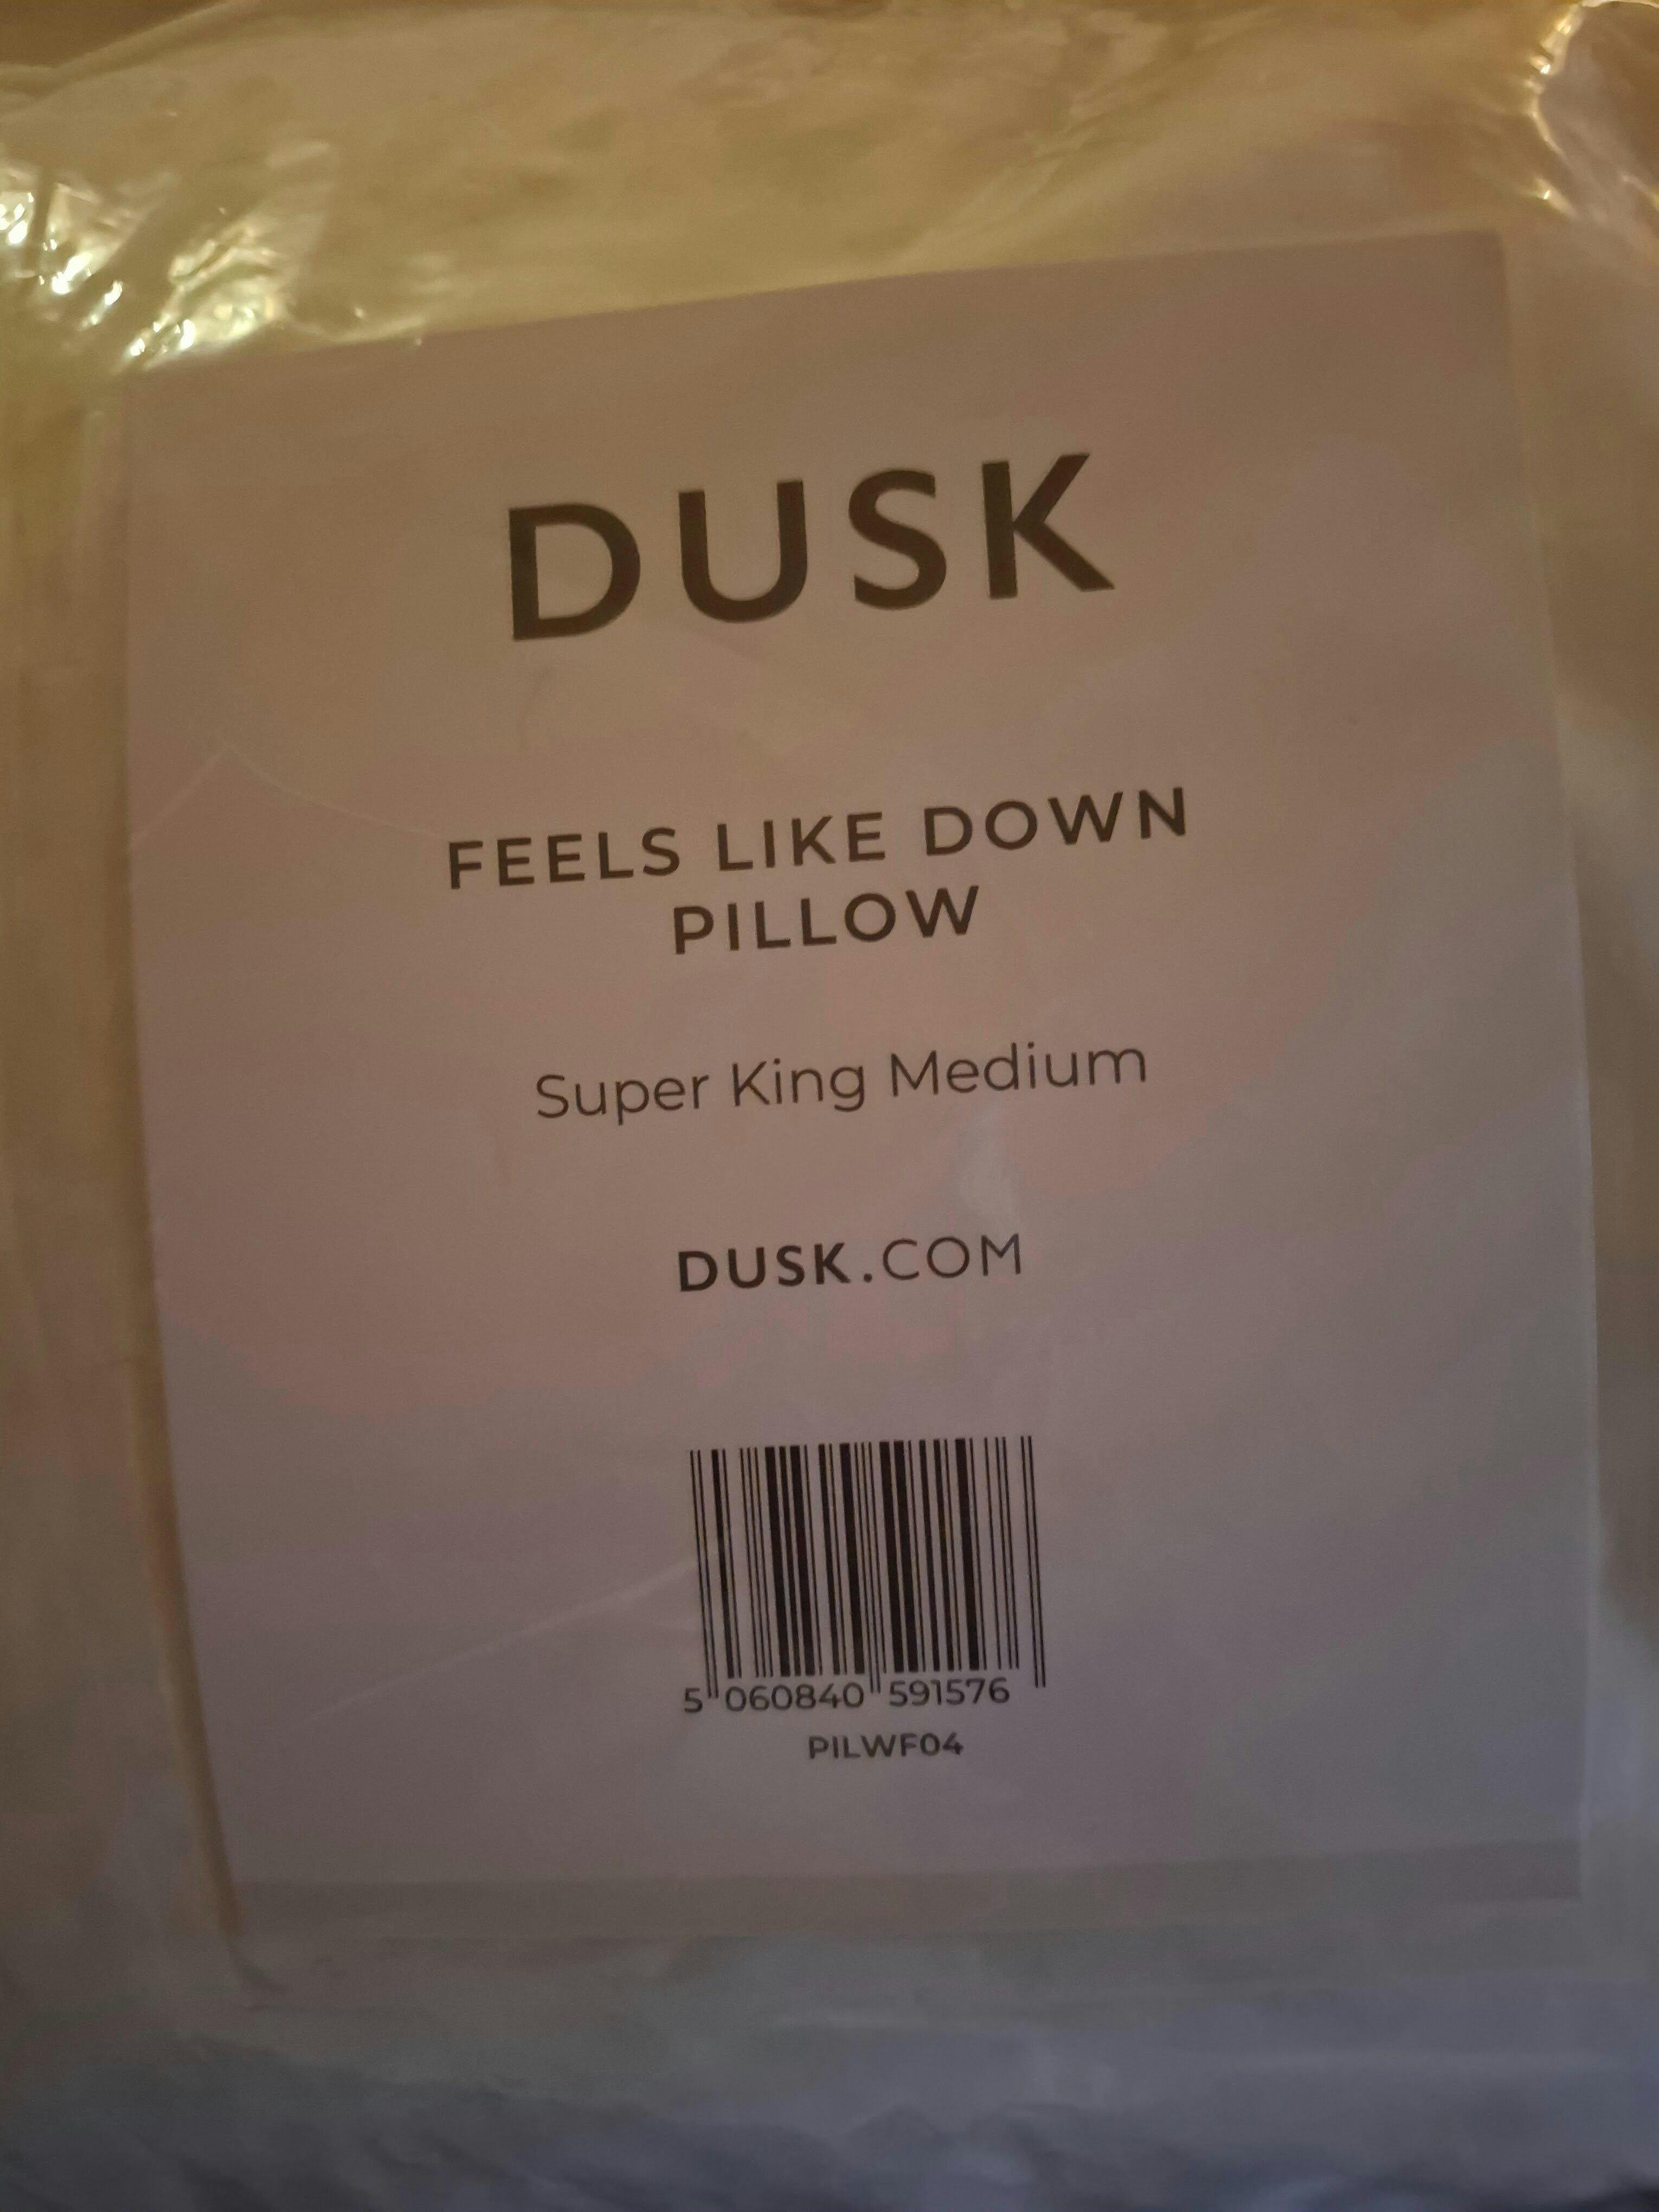 DUSK
FEELS LIKE DOWN
PILLOW
Super King Medium
DUSK.COM
5 060840 591576
PILWF04